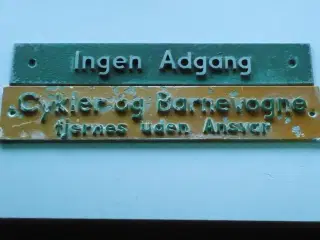 Ingen Adgang
Cykler og Barnevogne
fjernes uden Ansvar